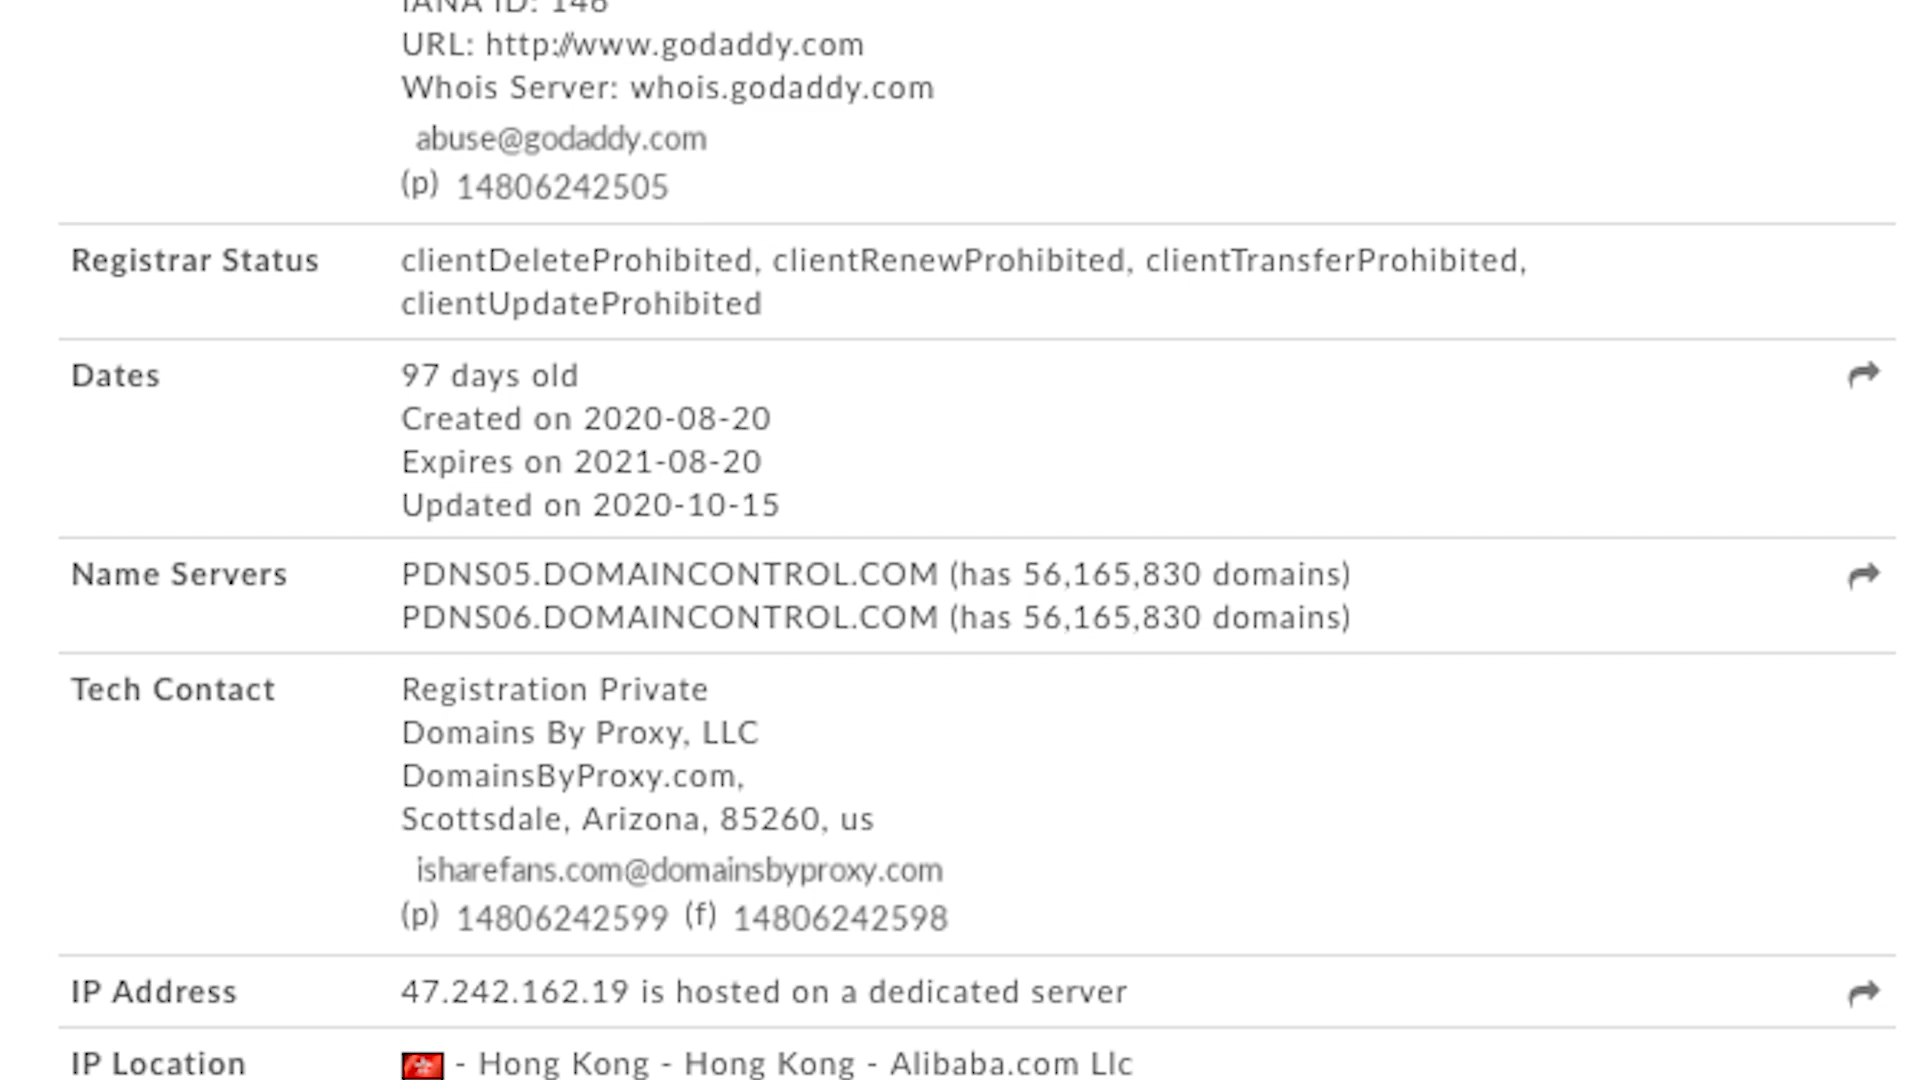 IANA ID: 146
URL: http://www.godaddy.com
Whois Server: whois.godaddy.com
abuse@godaddy.com
(p) 14806242505
Registrar Status clientDeleteProhibited, clientRenewProhibited, clientTransferProhibited,
clientUpdateProhibited
Dates 97 days old
Created on 2020-08-20
Expires on 2021-08-20
Updated on 2020-10-15
Name Servers PDNS05.DOMAINCONTROL.COM (has 56,165,830 domains)
PDNS06.DOMAINCONTROL.COM (has 56,165,830 domains)
Tech Contact Registration Private
Domains By Proxy, LLC
DomainsByProxy.com,
Scottsdale, Arizona, 85260, us
isharefans.com@domainsbyproxy.com
(p) 14806242599 (f) 14806242598
IP Address 47.242.162.19 is hosted on a dedicated server
IP Location - Hong Kong - Hong Kong - Alibaba.com Llc